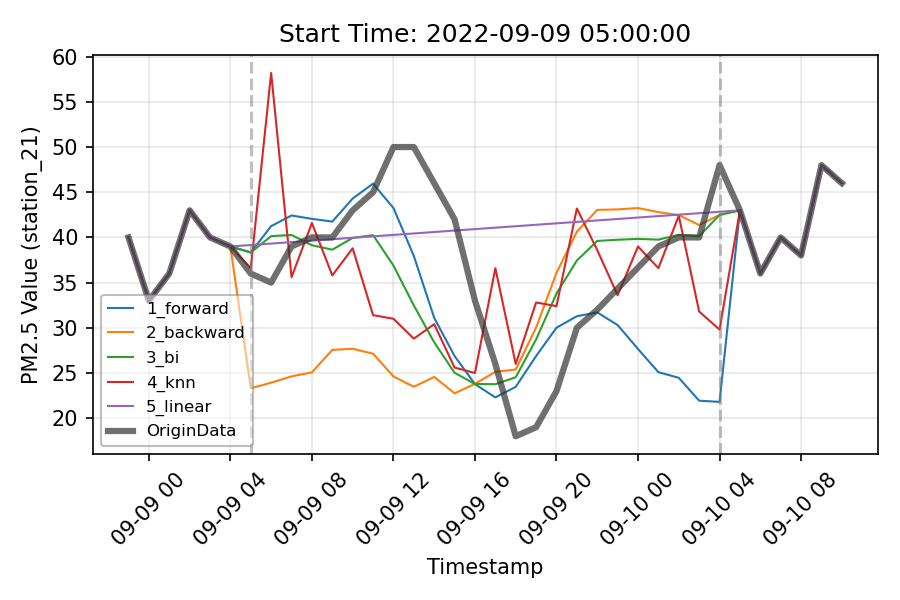 Start Time: 2022-09-09 05:00:00
PM2.5 Value (station_21)
60
55
50
45
40
35
30
25
20
1_forward
2_backward
3_bi
4_knn
5_linear
OriginData
09-09 00
09-09 04
09-09 08
09-09 12
09-09 16
09-09 20
09-10 00
09-10 04
09-10 08
Timestamp